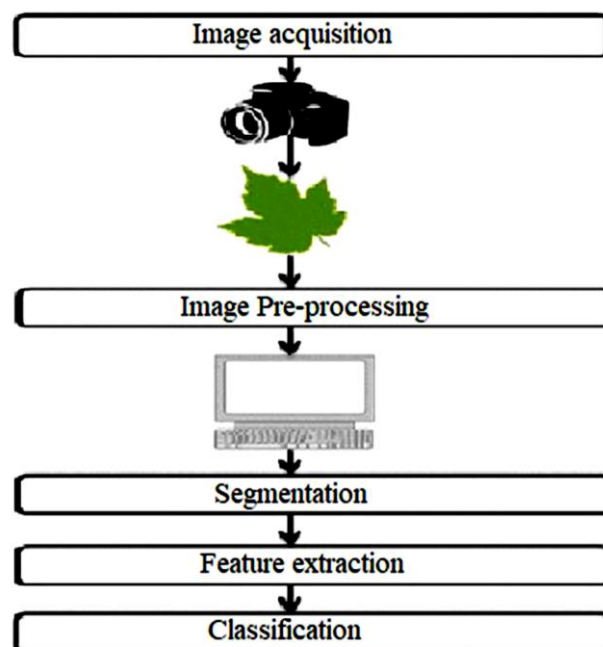 Image acquisition
Image Pre-processing
Segmentation
Feature extraction
Classification